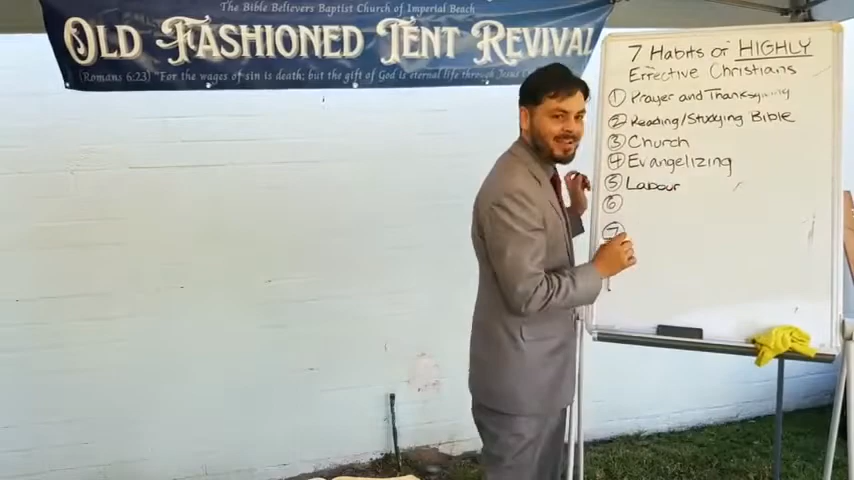 The Bible Believers Baptist Church of Imperial Beach
Old Fashioned Tent Revival
(Romans 6:23) "For the wages of sin is death; but the gift of God is eternal life through Jesus
7 Habits of HIGHLY
Effective Christians
① Prayer and Thanksgiving
② Reading/Studying Bible
③ Church
④ Evangelizing
⑤ Labour
⑥
⑦